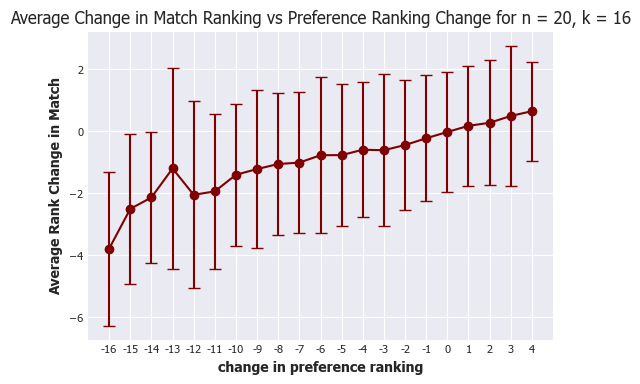 Average Change in Match Ranking vs Preference Ranking Change for n = 20, k = 16
Average Rank Change in Match
2
0
−2
−4
−6
-16 -15 -14 -13 -12 -11 -10 -9 -8 -7 -6 -5 -4 -3 -2 -1 0 1 2 3 4
change in preference ranking